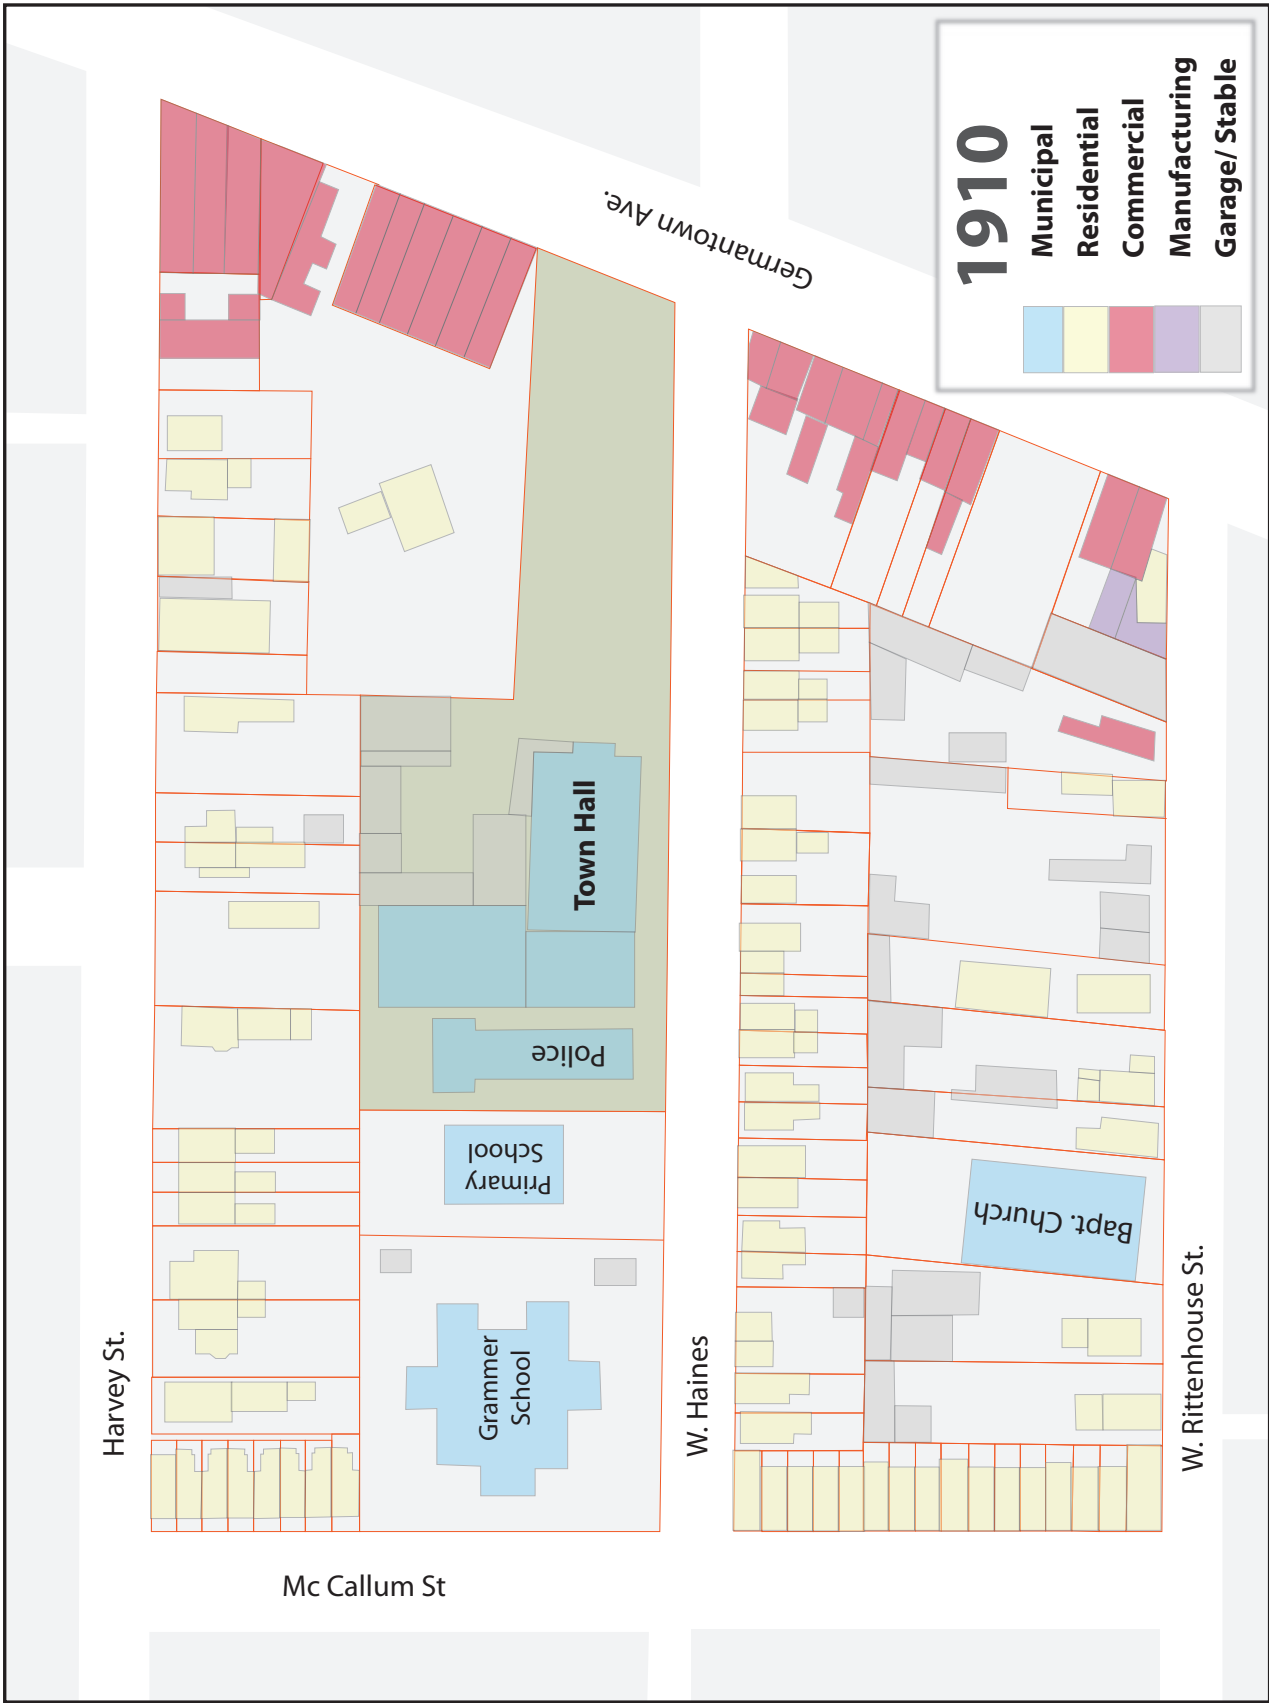 1910
Municipal
Residential
Commercial
Manufacturing
Garage/ Stable
Germantown Ave.
Town Hall
Police
Primary
School
Grammer
School
Bapt. Church
Harvey St.
W. Haines
W. Rittenhouse St.
Mc Callum St